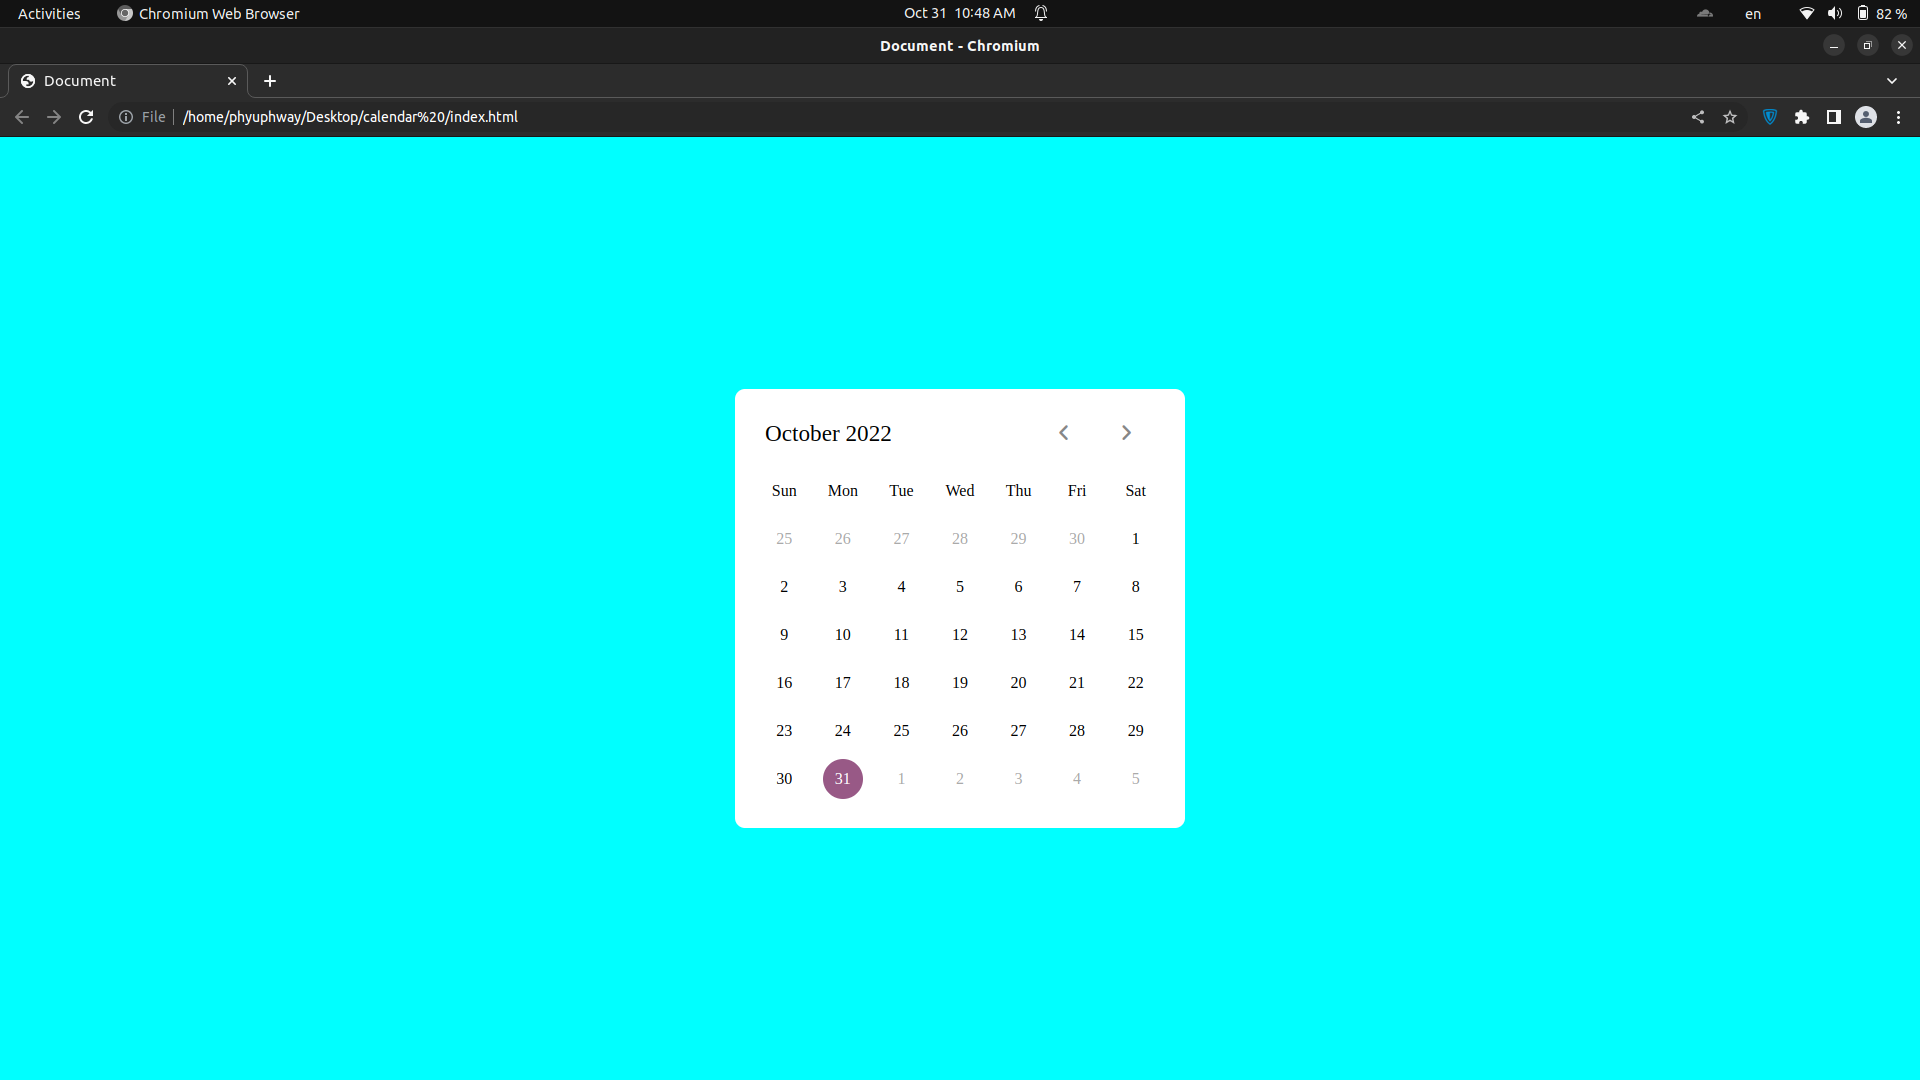 Activities Chromium Web Browser Oct 31 10:48 AM en 82 %
Document - Chromium
Document
File /home/phyuphway/Desktop/calendar%20/index.html
October 2022
Sun Mon Tue Wed Thu Fri Sat
25 26 27 28 29 30 1
2 3 4 5 6 7 8
9 10 11 12 13 14 15
16 17 18 19 20 21 22
23 24 25 26 27 28 29
30 31 1 2 3 4 5